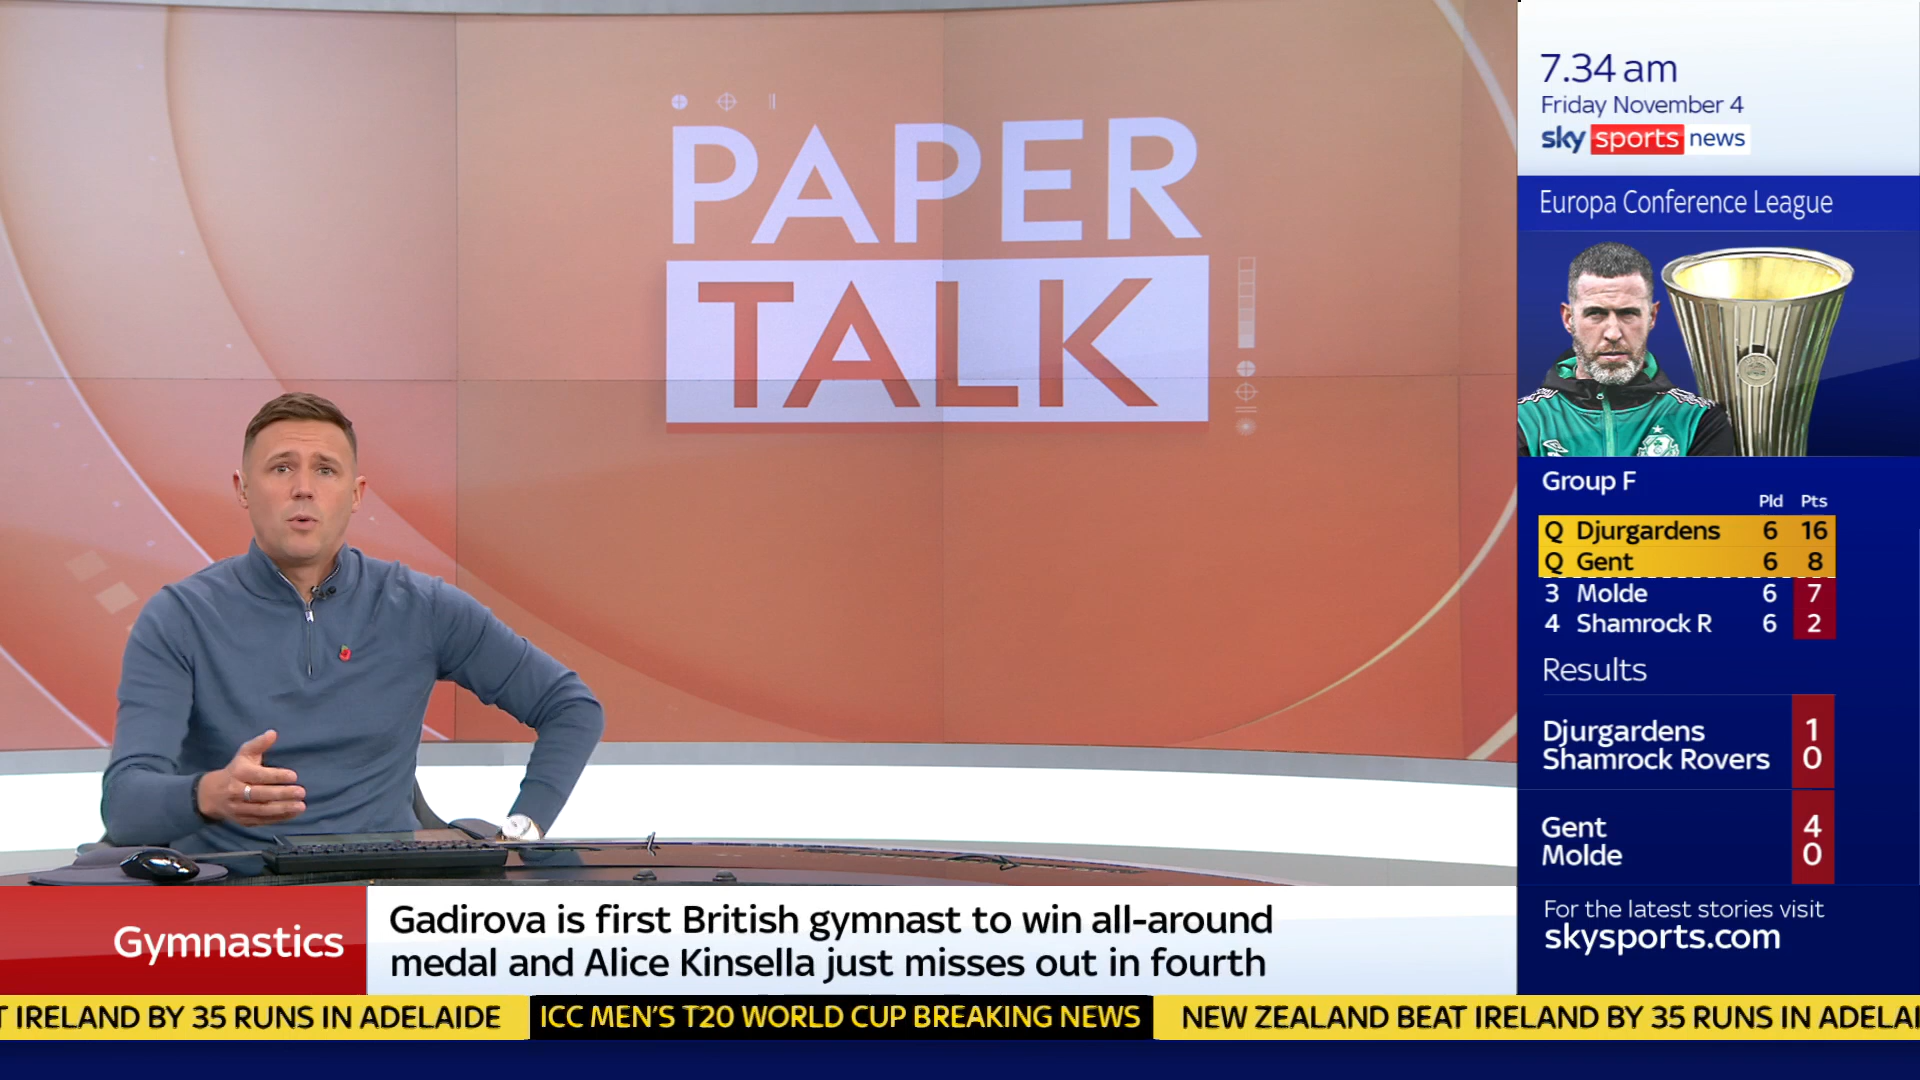 PAPER
TALK
7.34 am
Friday November 4
sky sports news
Europa Conference League
Group F
Pld Pts
Q Djurgardens 6 16
Q Gent 6 8
3 Molde 6 7
4 Shamrock R 6 2
Results
Djurgardens 1
Shamrock Rovers 0
Gent 4
Molde 0
For the latest stories visit
skysports.com
Gymnastics
Gadirova is first British gymnast to win all-around
medal and Alice Kinsella just misses out in fourth
T IRELAND BY 35 RUNS IN ADELAIDE ICC MEN'S T20 WORLD CUP BREAKING NEWS NEW ZEALAND BEAT IRELAND BY 35 RUNS IN ADELAI